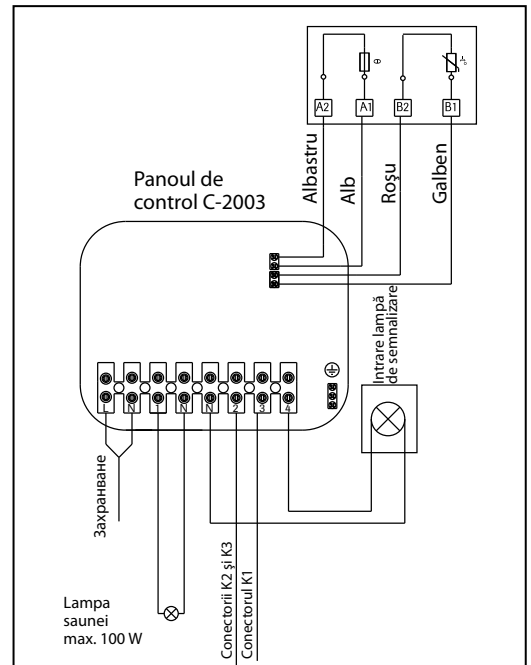 A2
A1
B2
B1
θ
Albastru
Alb
Roşu
Galben
Panoul de
control C-2003
Intrare lampă
de semnalizare
L
N
1
N
N
2
3
4
Захранване
Lampa
saunei
max. 100 W
Conectorii K2 şi K3
Conectorul K1